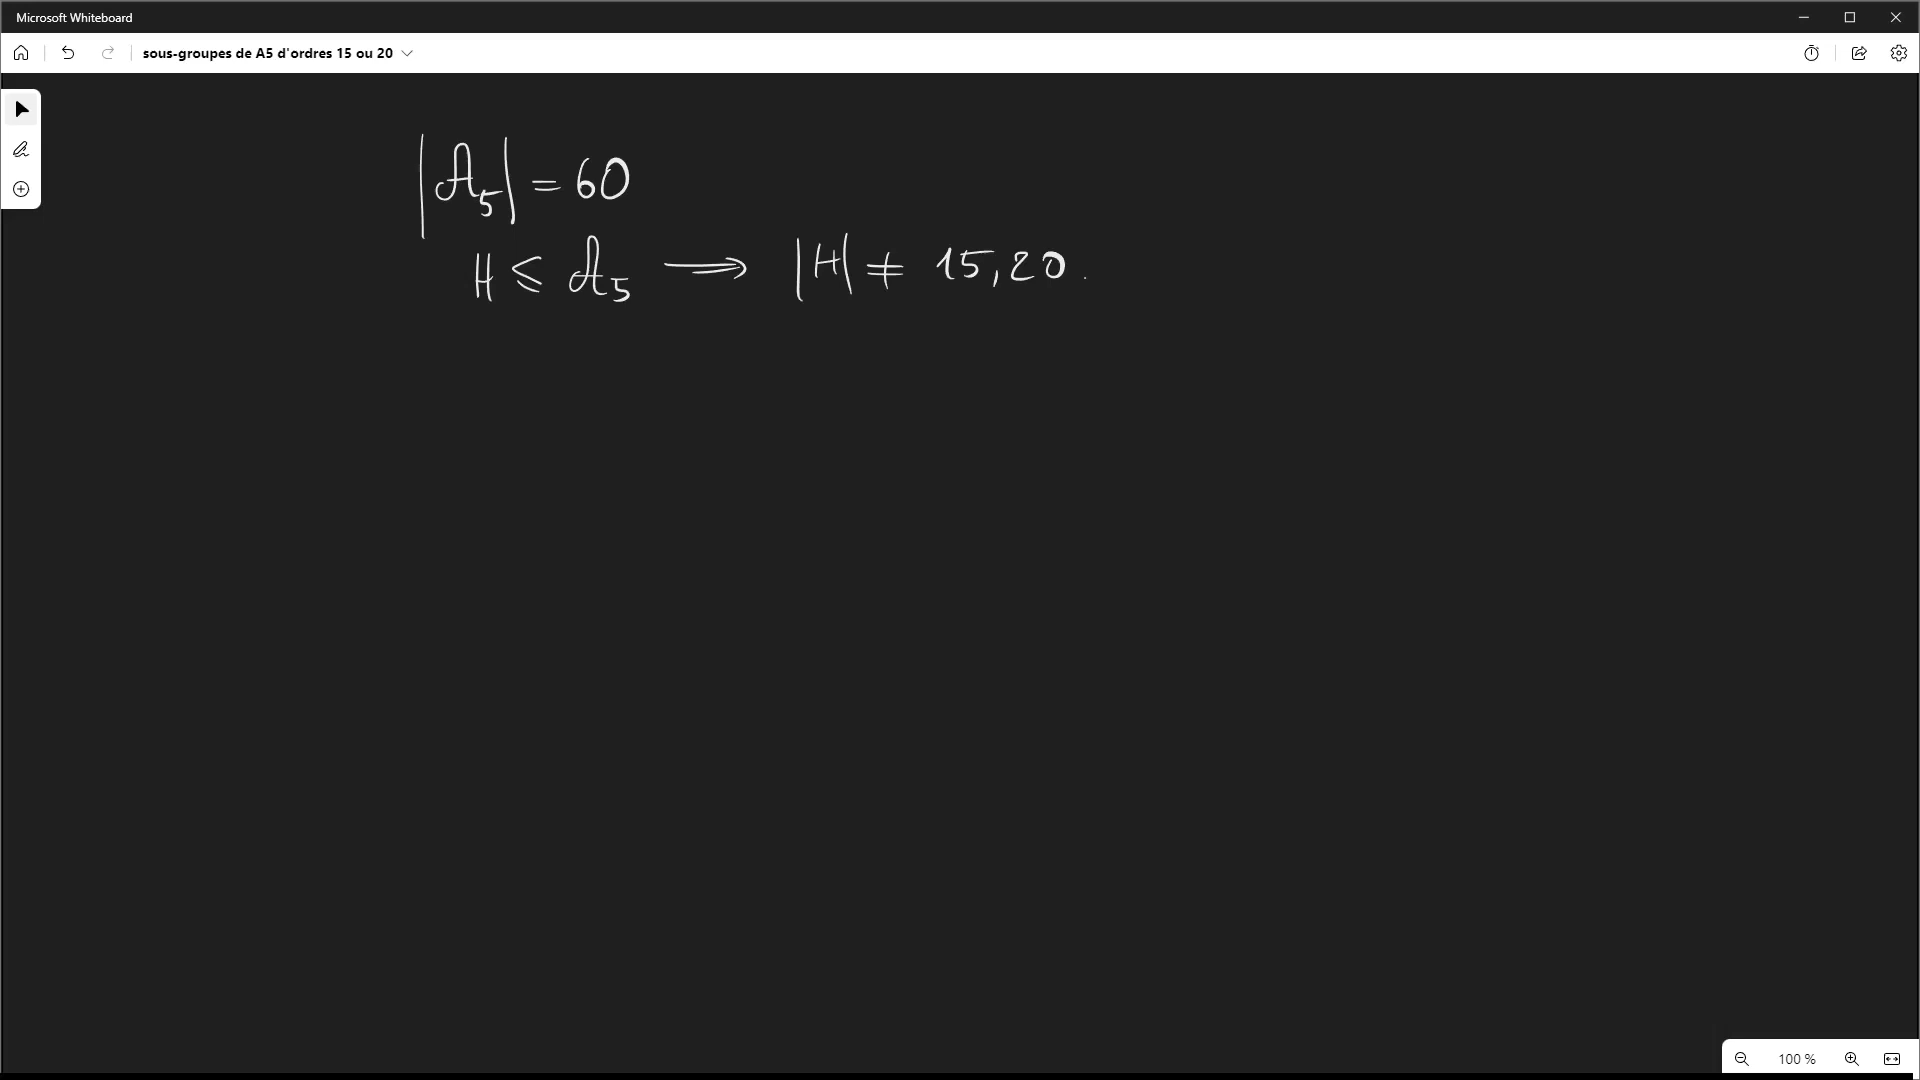 Microsoft Whiteboard
sous-groupes de A5 d'ordres 15 ou 20
|𝒜₅| = 60
H ≤ 𝒜₅ ⟹ |H| ≠ 15, 20.
100 %